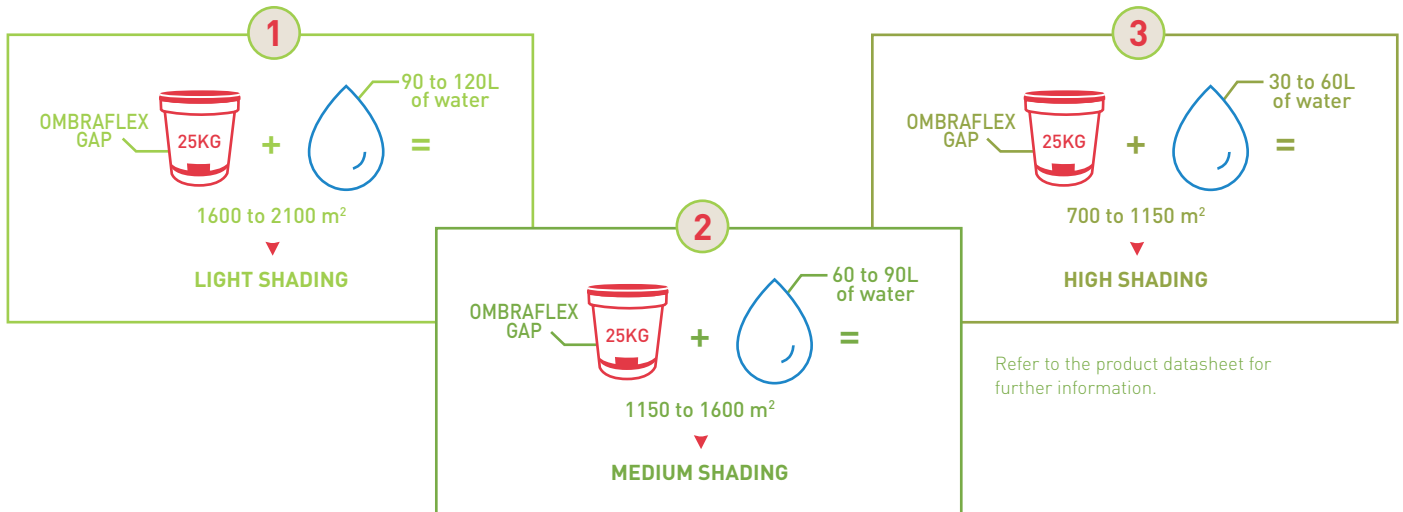 1
OMBRAFLEX
GAP
25KG
+
90 to 120L
of water
=
1600 to 2100 m²
LIGHT SHADING
2
OMBRAFLEX
GAP
25KG
+
60 to 90L
of water
=
1150 to 1600 m²
MEDIUM SHADING
3
OMBRAFLEX
GAP
25KG
+
30 to 60L
of water
=
700 to 1150 m²
HIGH SHADING
Refer to the product datasheet for
further information.